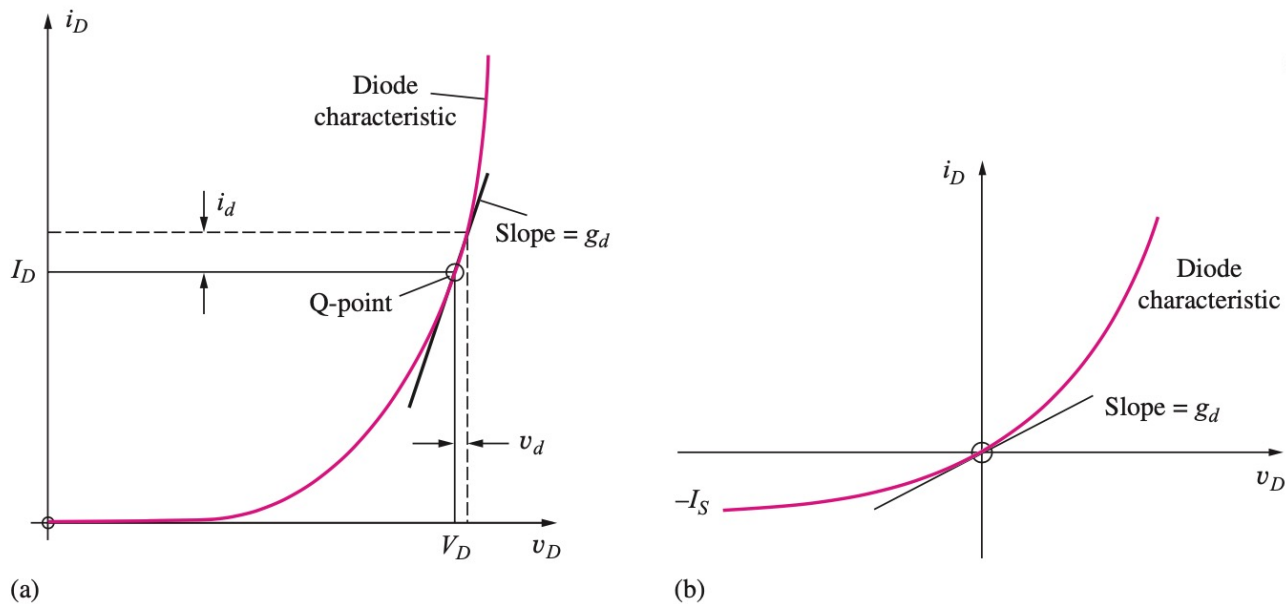 i_D
Diode
characteristic
i_d
Slope = g_d
I_D
Q-point
v_d
V_D
v_D
(a)
i_D
Diode
characteristic
Slope = g_d
v_D
–I_S
(b)